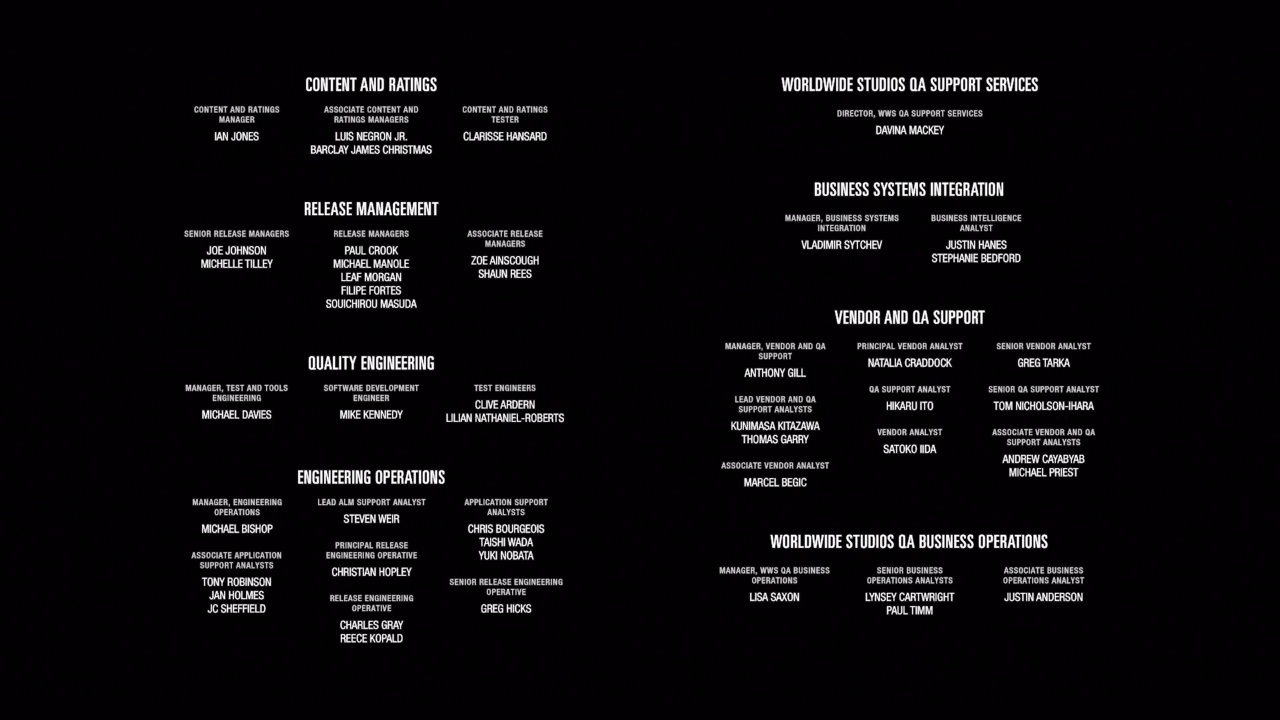 CONTENT AND RATINGS
CONTENT AND RATINGS
MANAGER
IAN JONES
ASSOCIATE CONTENT AND
RATINGS MANAGERS
LUIS NEGRON JR.
BARCLAY JAMES CHRISTMAS
CONTENT AND RATINGS
TESTER
CLARISSE HANSARD
RELEASE MANAGEMENT
SENIOR RELEASE MANAGERS
JOE JOHNSON
MICHELLE TILLEY
RELEASE MANAGERS
PAUL CROOK
MICHAEL MANOLE
LEAF MORGAN
FILIPE FORTES
SOUICHIROU MASUDA
ASSOCIATE RELEASE
MANAGERS
ZOE AINSCOUGH
SHAUN REES
QUALITY ENGINEERING
MANAGER, TEST AND TOOLS
ENGINEERING
MICHAEL DAVIES
SOFTWARE DEVELOPMENT
ENGINEER
MIKE KENNEDY
TEST ENGINEERS
CLIVE ARDERN
LILIAN NATHANIEL-ROBERTS
ENGINEERING OPERATIONS
MANAGER, ENGINEERING
OPERATIONS
MICHAEL BISHOP
ASSOCIATE APPLICATION
SUPPORT ANALYSTS
TONY ROBINSON
JAN HOLMES
JC SHEFFIELD
LEAD ALM SUPPORT ANALYST
STEVEN WEIR
PRINCIPAL RELEASE
ENGINEERING OPERATIVE
CHRISTIAN HOPLEY
RELEASE ENGINEERING
OPERATIVE
CHARLES GRAY
REECE KOPALD
APPLICATION SUPPORT
ANALYSTS
CHRIS BOURGEOIS
TAISHI WADA
YUKI NOBATA
SENIOR RELEASE ENGINEERING
OPERATIVE
GREG HICKS
WORLDWIDE STUDIOS QA SUPPORT SERVICES
DIRECTOR, WWS QA SUPPORT SERVICES
DAVINA MACKEY
BUSINESS SYSTEMS INTEGRATION
MANAGER, BUSINESS SYSTEMS
INTEGRATION
VLADIMIR SYTCHEV
BUSINESS INTELLIGENCE
ANALYST
JUSTIN HANES
STEPHANIE BEDFORD
VENDOR AND QA SUPPORT
MANAGER, VENDOR AND QA
SUPPORT
ANTHONY GILL
LEAD VENDOR AND QA
SUPPORT ANALYSTS
KUNIMASA KITAZAWA
THOMAS GARRY
ASSOCIATE VENDOR ANALYST
MARCEL BEGIC
PRINCIPAL VENDOR ANALYST
NATALIA CRADDOCK
QA SUPPORT ANALYST
HIKARU ITO
VENDOR ANALYST
SATOKO IIDA
SENIOR VENDOR ANALYST
GREG TARKA
SENIOR QA SUPPORT ANALYST
TOM NICHOLSON-IHARA
ASSOCIATE VENDOR AND QA
SUPPORT ANALYSTS
ANDREW CAYABYAB
MICHAEL PRIEST
WORLDWIDE STUDIOS QA BUSINESS OPERATIONS
MANAGER, WWS QA BUSINESS
OPERATIONS
LISA SAXON
SENIOR BUSINESS
OPERATIONS ANALYSTS
LYNSEY CARTWRIGHT
PAUL TIMM
ASSOCIATE BUSINESS
OPERATIONS ANALYST
JUSTIN ANDERSON